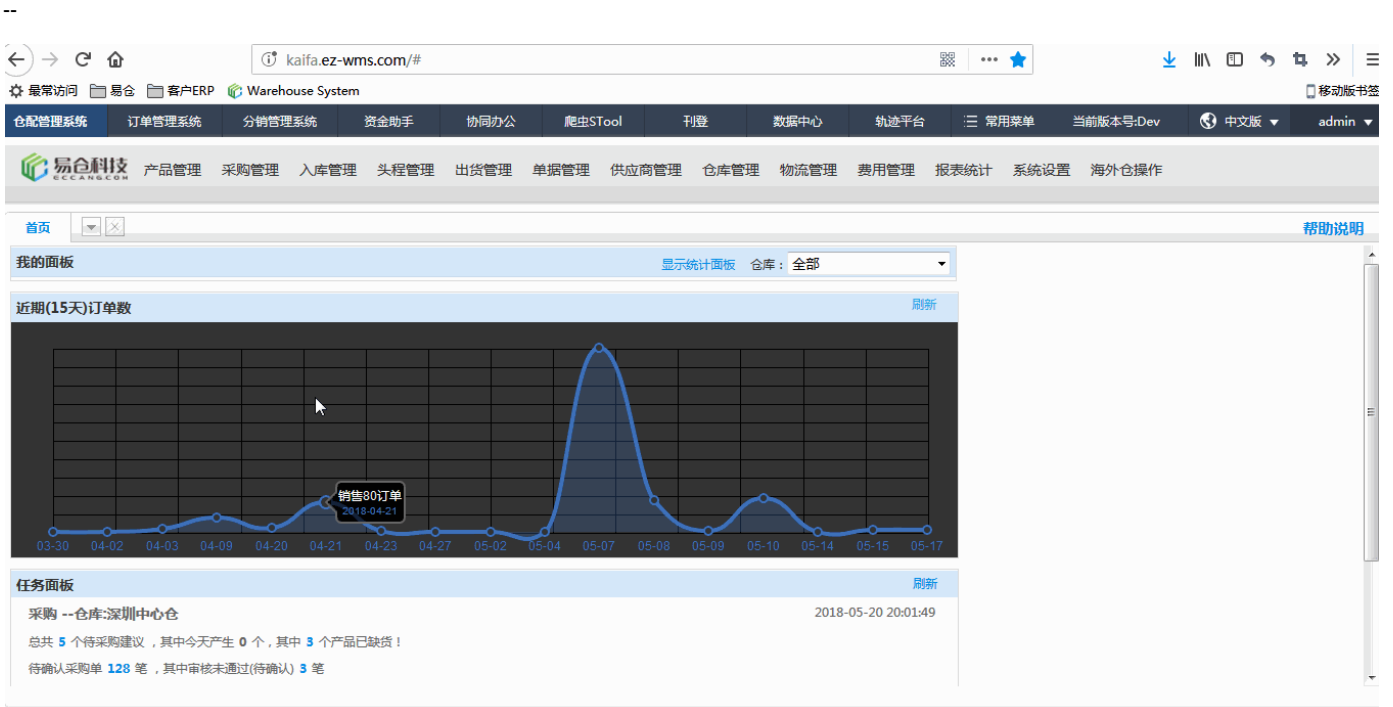 --
kaifa.ez-wms.com/#
最常访问 易仓 客户ERP Warehouse System 移动版书签
仓配管理系统 订单管理系统 分销管理系统 资金助手 协同办公 爬虫STool 刊登 数据中心 轨迹平台 常用菜单 当前版本号:Dev 中文版 admin
易仓科技 产品管理 采购管理 入库管理 头程管理 出货管理 单据管理 供应商管理 仓库管理 物流管理 费用管理 报表统计 系统设置 海外仓操作
ECCANG.COM
首页 帮助说明
我的面板 显示统计面板 仓库: 全部
近期(15天)订单数 刷新
销售80订单
2018-04-21
03-30 04-02 04-03 04-09 04-20 04-21 04-23 04-27 05-02 05-04 05-07 05-08 05-09 05-10 05-14 05-15 05-17
任务面板 刷新
采购 --仓库:深圳中心仓 2018-05-20 20:01:49
总共 5 个待采购建议 ，其中今天产生 0 个 , 其中 3 个产品已缺货！
待确认采购单 128 笔 ，其中审核未通过(待确认) 3 笔